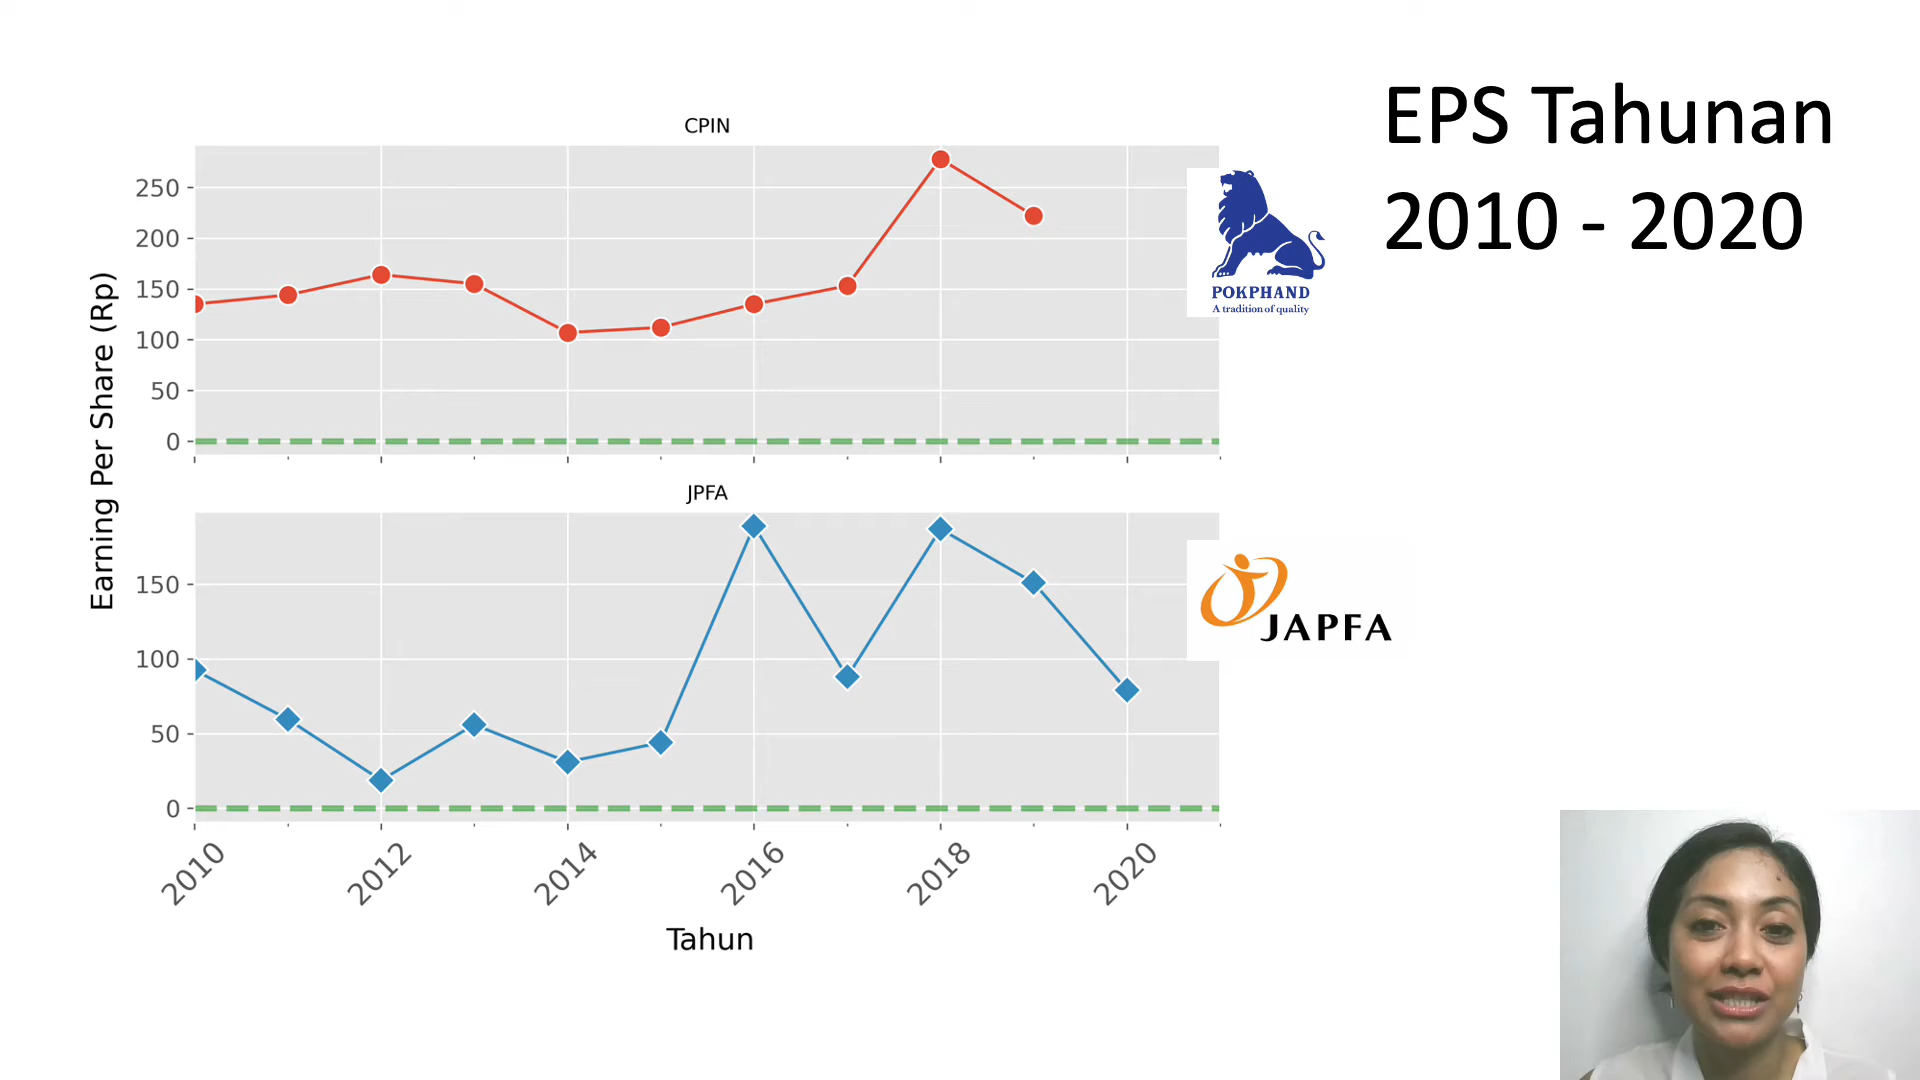 EPS Tahunan
2010 - 2020
CPIN
250
200
150
100
50
0
POKPHAND
A tradition of quality
Earning Per Share (Rp)
JPFA
150
100
50
0
JAPFA
2010
2012
2014
2016
2018
2020
Tahun